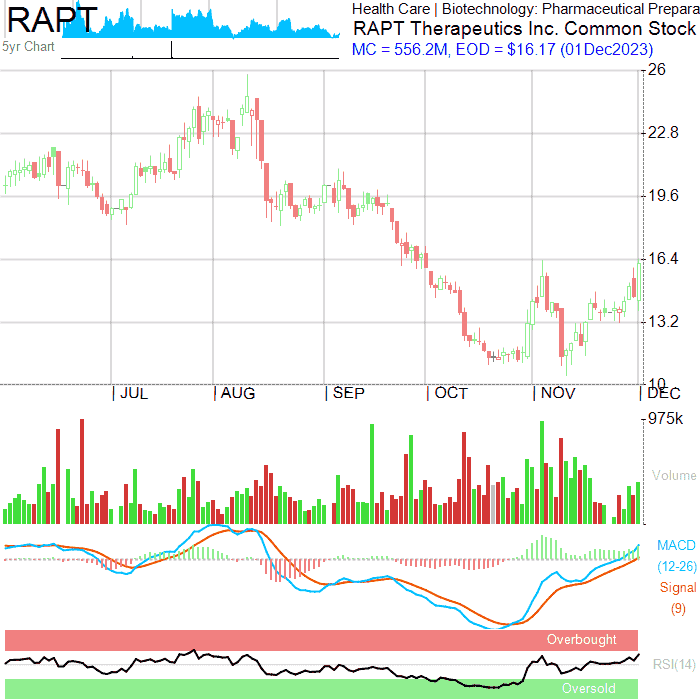 RAPT
5yr Chart
Health Care | Biotechnology: Pharmaceutical Prepara
RAPT Therapeutics Inc. Common Stock
MC = 556.2M, EOD = $16.17 (01Dec2023)
26
22.8
19.6
16.4
13.2
10
JUL AUG SEP OCT NOV DEC
975k
Volume
MACD
(12-26)
Signal
(9)
Overbought
RSI(14)
Oversold